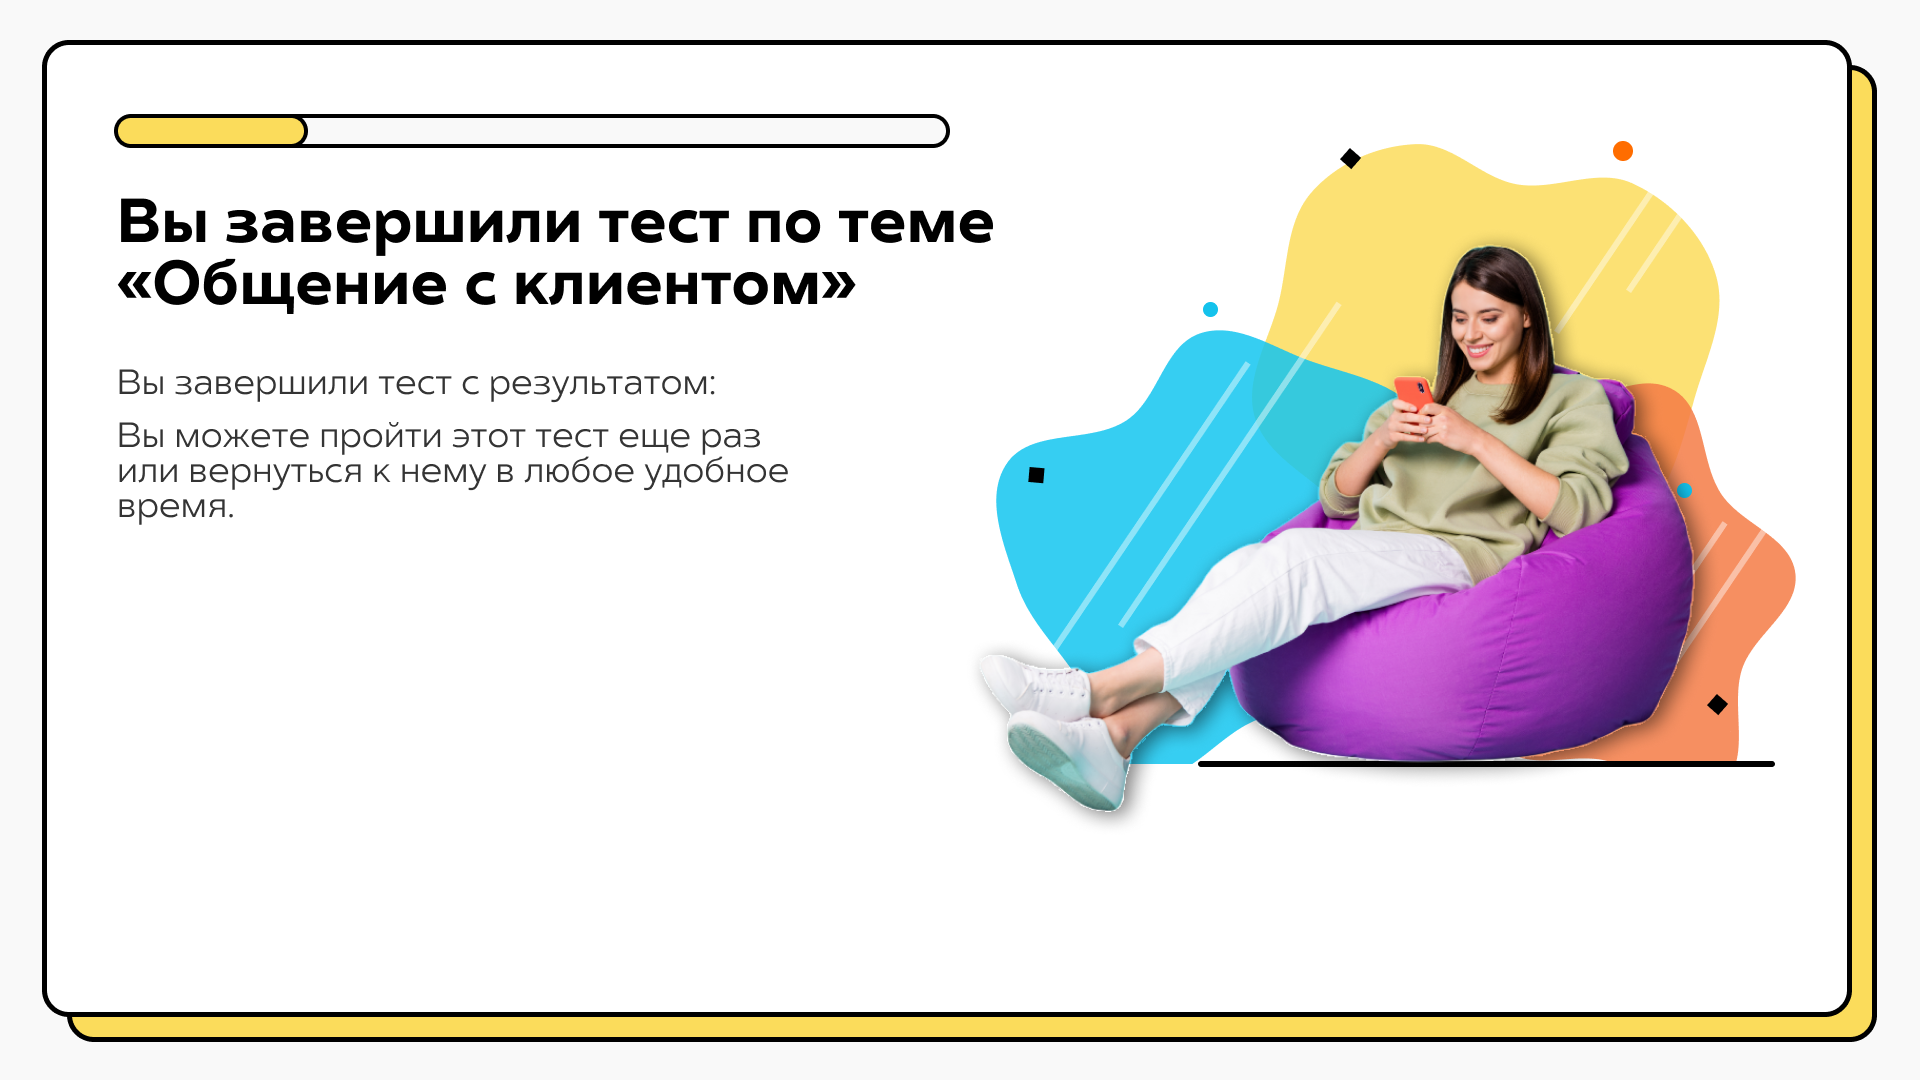 Вы завершили тест по теме
«Общение с клиентом»
Вы завершили тест с результатом:
Вы можете пройти этот тест еще раз
или вернуться к нему в любое удобное
время.